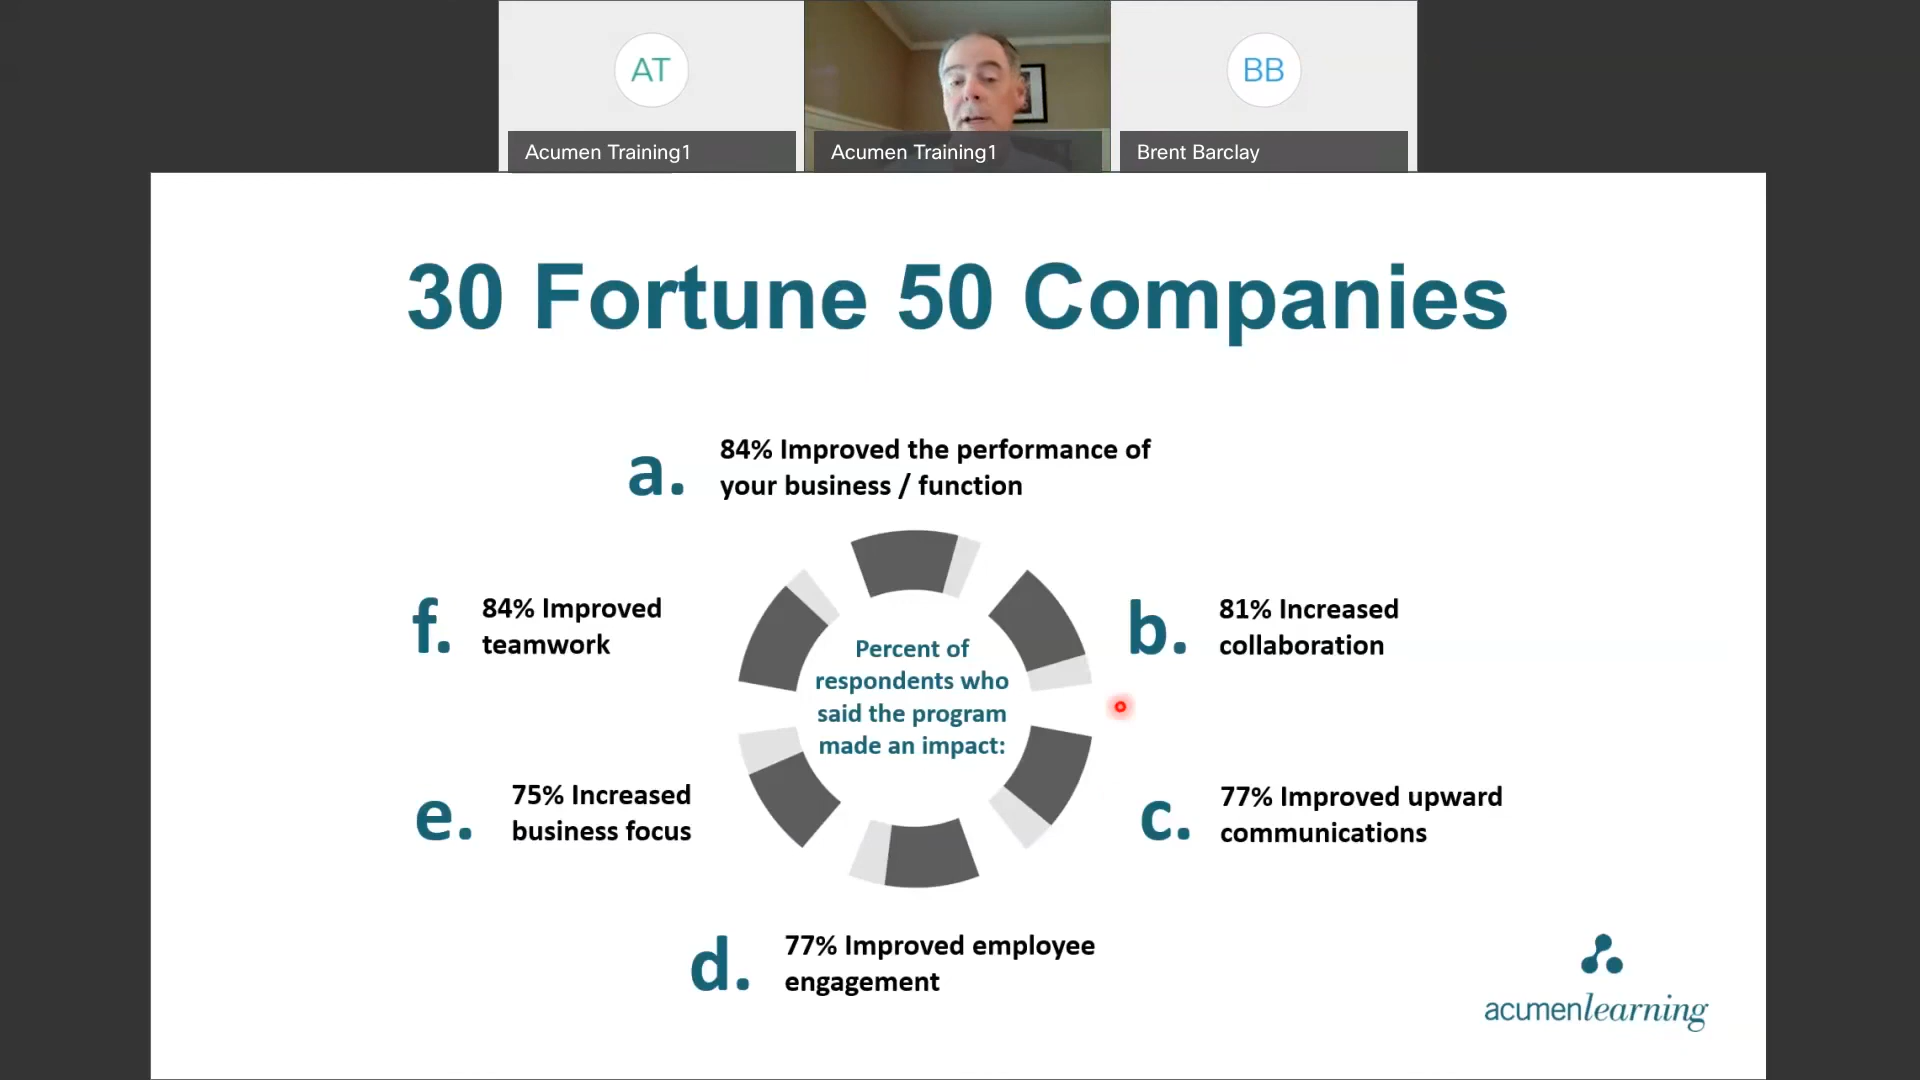 AT
BB
Acumen Training1
Acumen Training1
Brent Barclay
30 Fortune 50 Companies
a.
84% Improved the performance of
your business / function
f.
84% Improved
teamwork
b.
81% Increased
collaboration
Percent of
respondents who
said the program
made an impact:
e.
75% Increased
business focus
c.
77% Improved upward
communications
d.
77% Improved employee
engagement
acumenlearning